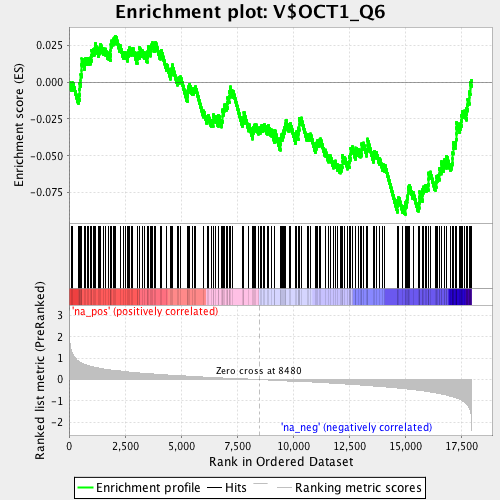 Enrichment plot: V$OCT1_Q6
Enrichment score (ES)
0.025
0.000
-0.025
-0.050
-0.075
'na_pos' (positively correlated)
Ranked list metric (PreRanked)
3
2
1
0
-1
-2
Zero cross at 8480
'na_neg' (negatively correlated)
0
2,500
5,000
7,500
10,000
12,500
15,000
17,500
Rank in Ordered Dataset
Enrichment profile
Hits
Ranking metric scores